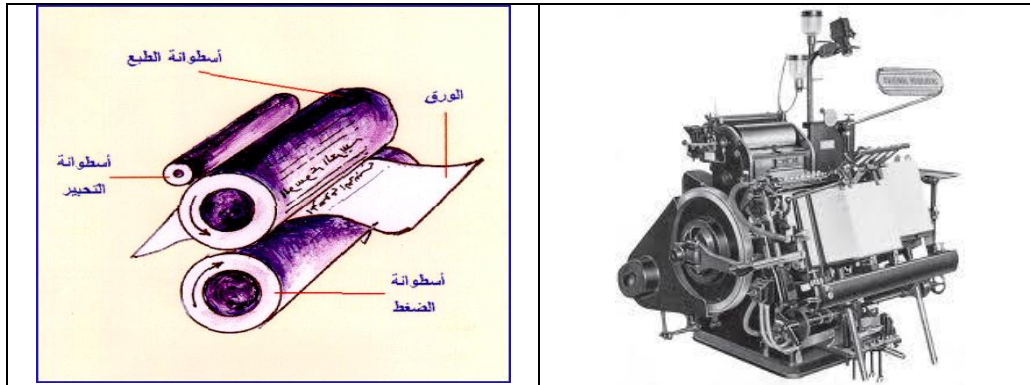 أسطوانة الطبع
الورق
أسطوانة
التحبير
أسطوانة
الضغط